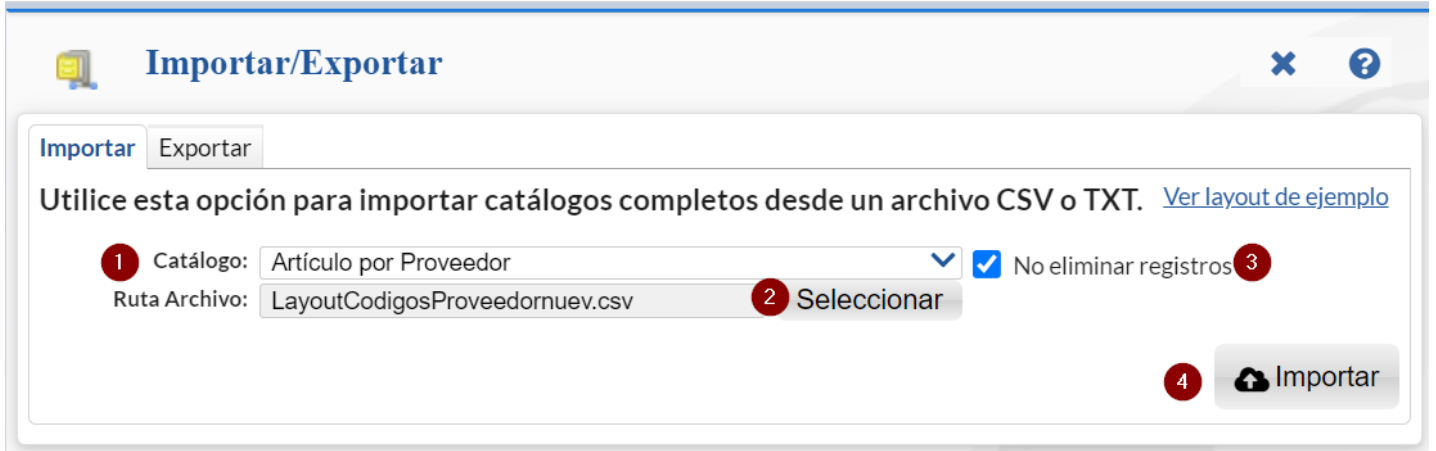 Importar/Exportar
Importar Exportar
Utilice esta opción para importar catálogos completos desde un archivo CSV o TXT. Ver layout de ejemplo
1 Catálogo: Artículo por Proveedor No eliminar registros 3
Ruta Archivo: LayoutCodigosProveedornuev.csv 2 Seleccionar
4 Importar